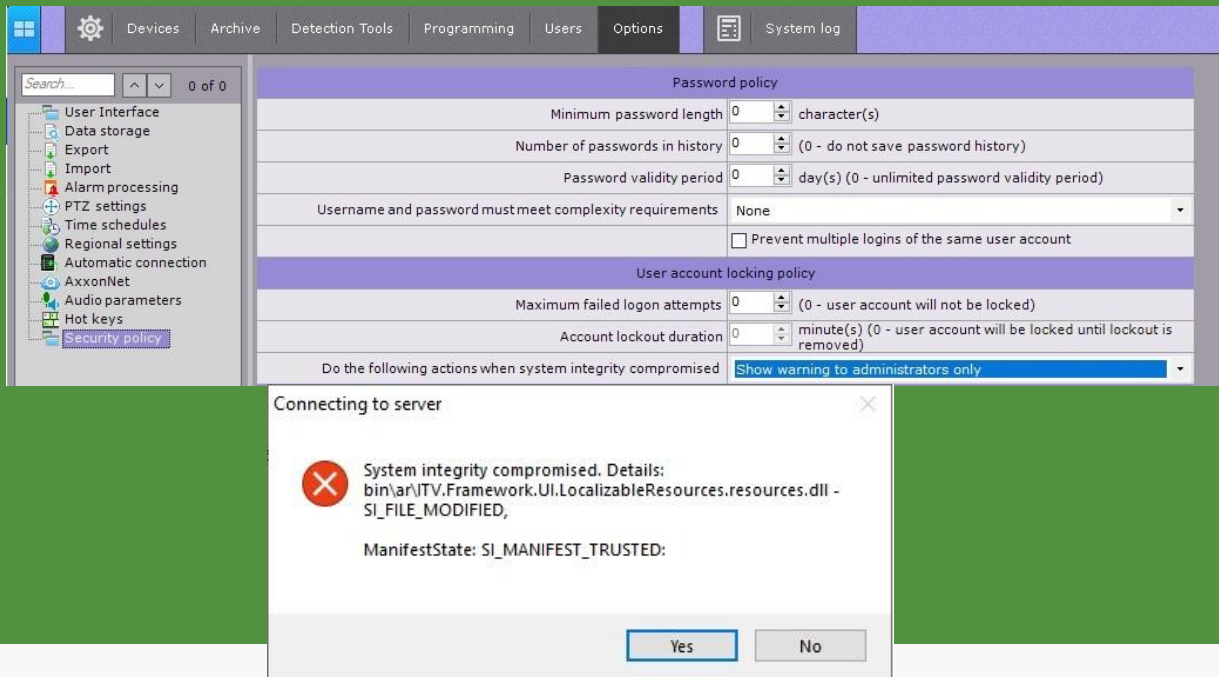 Devices Archive Detection Tools Programming Users Options System log
Search... 0 of 0
User Interface
Data storage
Export
Import
Alarm processing
PTZ settings
Time schedules
Regional settings
Automatic connection
AxxonNet
Audio parameters
Hot keys
Security policy
Password policy
Minimum password length 0 character(s)
Number of passwords in history 0 (0 - do not save password history)
Password validity period 0 day(s) (0 - unlimited password validity period)
Username and password must meet complexity requirements None
Prevent multiple logins of the same user account
User account locking policy
Maximum failed logon attempts 0 (0 - user account will not be locked)
Account lockout duration 0 minute(s) (0 - user account will be locked until lockout is
removed)
Do the following actions when system integrity compromised Show warning to administrators only
Connecting to server
System integrity compromised. Details:
bin\ar\ITV.Framework.UI.LocalizableResources.resources.dll -
SI_FILE_MODIFIED,
ManifestState: SI_MANIFEST_TRUSTED:
Yes No